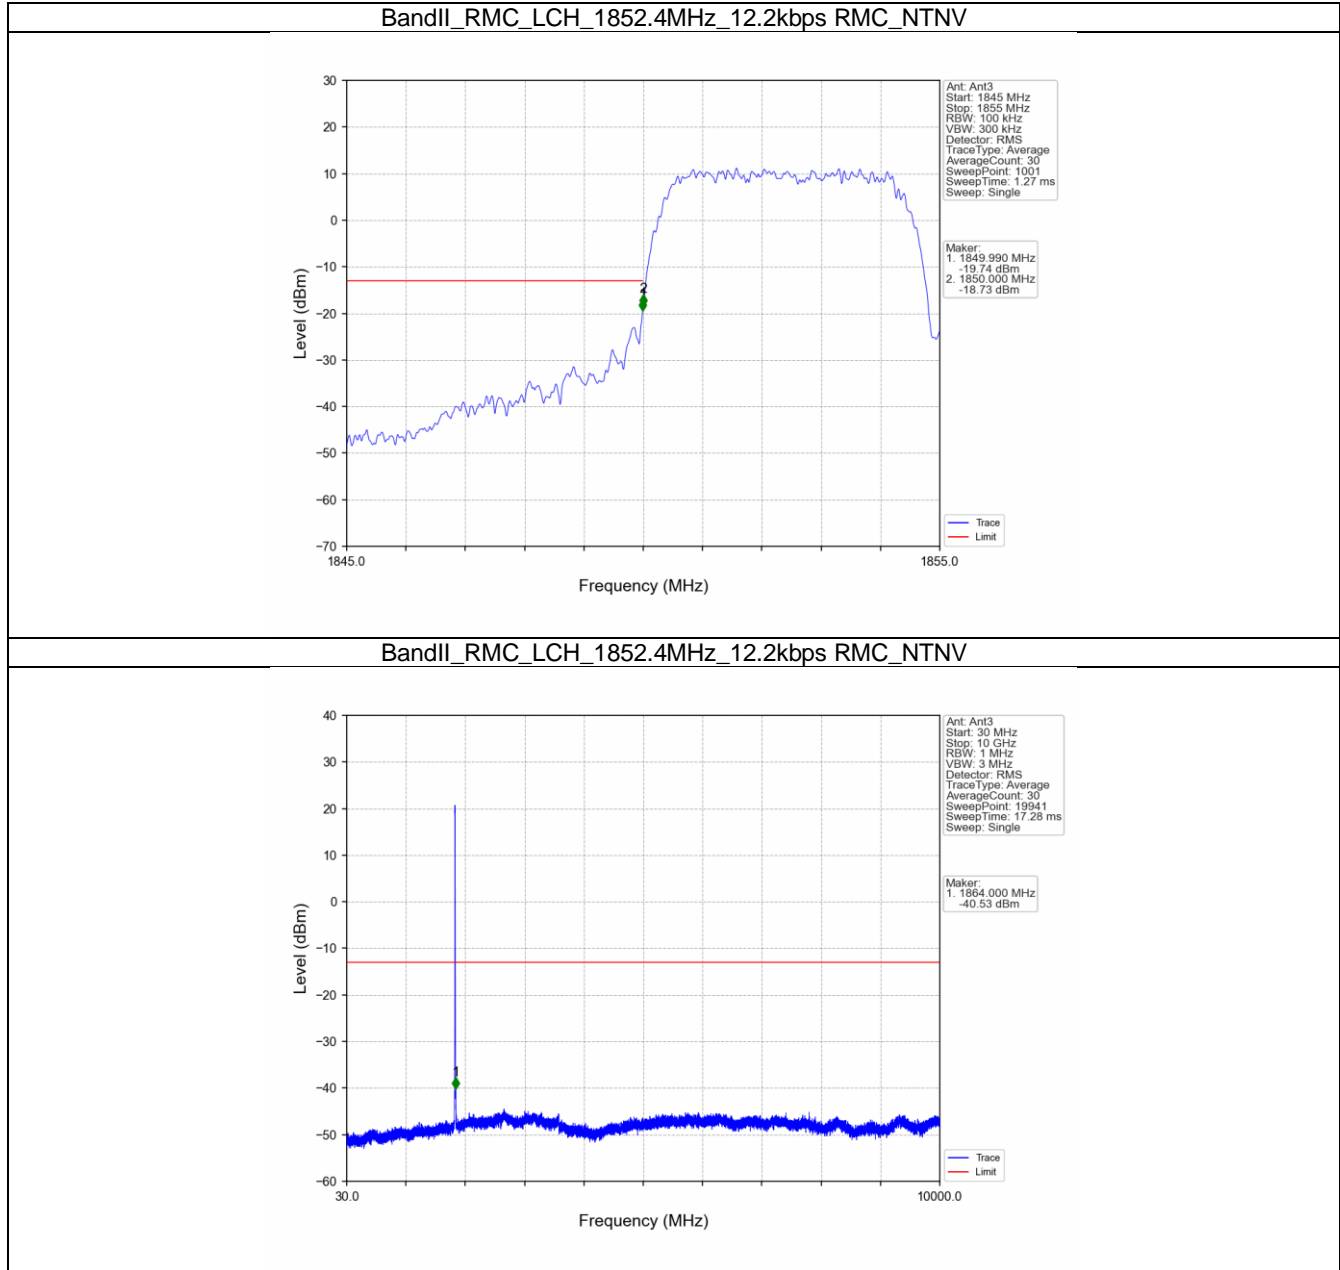 BandII_RMC_LCH_1852.4MHz_12.2kbps RMC_NTNV
30
20
10
0
−10
−20
−30
−40
−50
−60
−70
Level (dBm)
1845.0
1855.0
Frequency (MHz)
2
Ant: Ant3
Start: 1845 MHz
Stop: 1855 MHz
RBW: 100 kHz
VBW: 300 kHz
Detector: RMS
TraceType: Average
AverageCount: 30
SweepPoint: 1001
SweepTime: 1.27 ms
Sweep: Single
Maker:
1. 1849.990 MHz
-19.74 dBm
2. 1850.000 MHz
-18.73 dBm
Trace
Limit
BandII_RMC_LCH_1852.4MHz_12.2kbps RMC_NTNV
40
30
20
10
0
−10
−20
−30
−40
−50
−60
Level (dBm)
30.0
10000.0
Frequency (MHz)
1
Ant: Ant3
Start: 30 MHz
Stop: 10 GHz
RBW: 1 MHz
VBW: 3 MHz
Detector: RMS
TraceType: Average
AverageCount: 30
SweepPoint: 19941
SweepTime: 17.28 ms
Sweep: Single
Maker:
1. 1864.000 MHz
-40.53 dBm
Trace
Limit